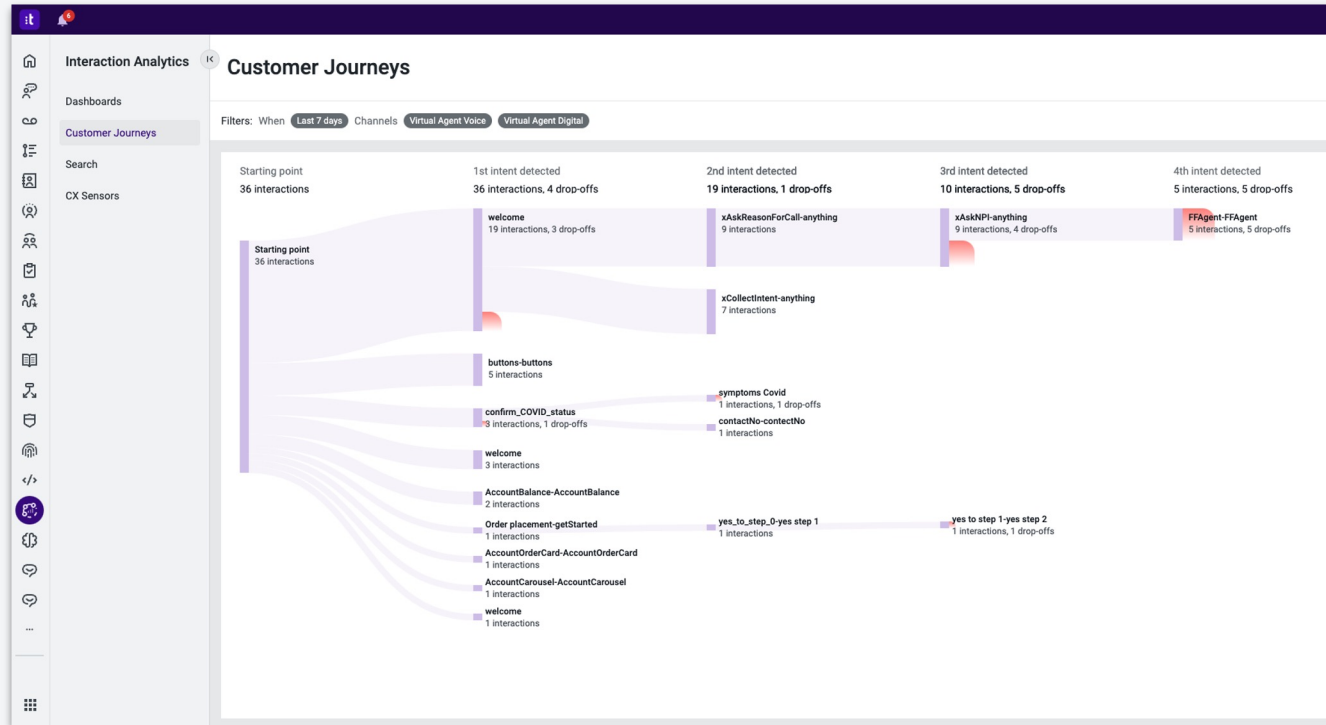 :t
6
Interaction Analytics
Dashboards
Customer Journeys
Search
CX Sensors
Customer Journeys
Filters: When Last 7 days Channels Virtual Agent Voice Virtual Agent Digital
Starting point
36 interactions
1st intent detected
36 interactions, 4 drop-offs
2nd intent detected
19 interactions, 1 drop-offs
3rd intent detected
10 interactions, 5 drop-offs
4th intent detected
5 interactions, 5 drop-offs
Starting point
36 interactions
welcome
19 interactions, 3 drop-offs
buttons-buttons
5 interactions
confirm_COVID_status
3 interactions, 1 drop-offs
welcome
3 interactions
AccountBalance-AccountBalance
2 interactions
Order placement-getStarted
1 interactions
AccountOrderCard-AccountOrderCard
1 interactions
AccountCarousel-AccountCarousel
1 interactions
welcome
1 interactions
xAskReasonForCall-anything
9 interactions
xCollectIntent-anything
7 interactions
symptoms Covid
1 interactions, 1 drop-offs
contactNo-contectNo
1 interactions
yes_to_step_0-yes step 1
1 interactions
xAskNPI-anything
9 interactions, 4 drop-offs
yes to step 1-yes step 2
1 interactions, 1 drop-offs
FFAgent-FFAgent
5 interactions, 5 drop-offs